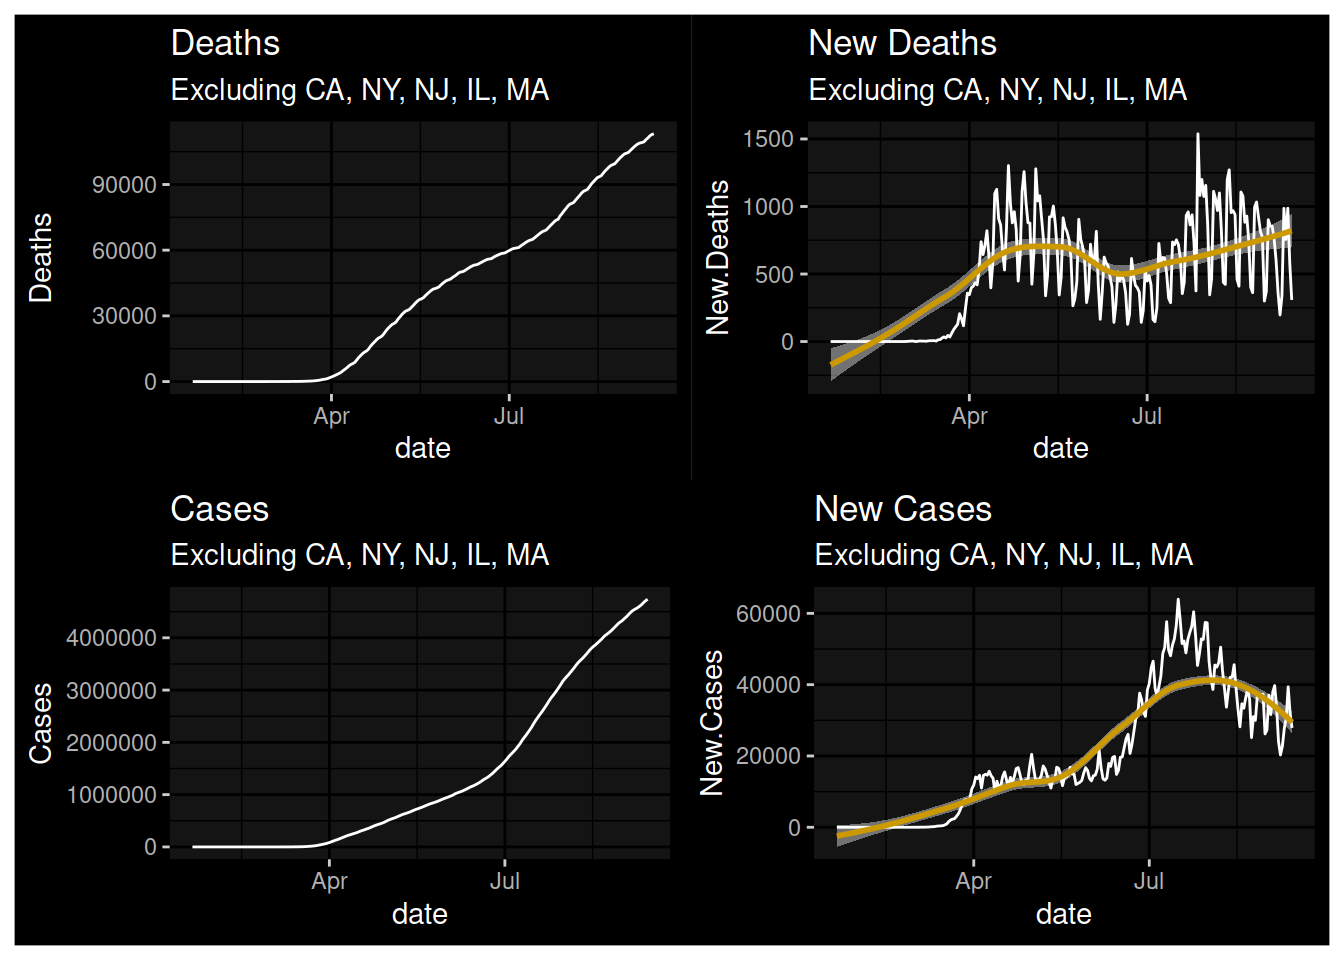 Deaths
Excluding CA, NY, NJ, IL, MA
Deaths
90000
60000
30000
0
Apr
Jul
date
New Deaths
Excluding CA, NY, NJ, IL, MA
New.Deaths
1500
1000
500
0
Apr
Jul
date
Cases
Excluding CA, NY, NJ, IL, MA
Cases
4000000
3000000
2000000
1000000
0
Apr
Jul
date
New Cases
Excluding CA, NY, NJ, IL, MA
New.Cases
60000
40000
20000
0
Apr
Jul
date